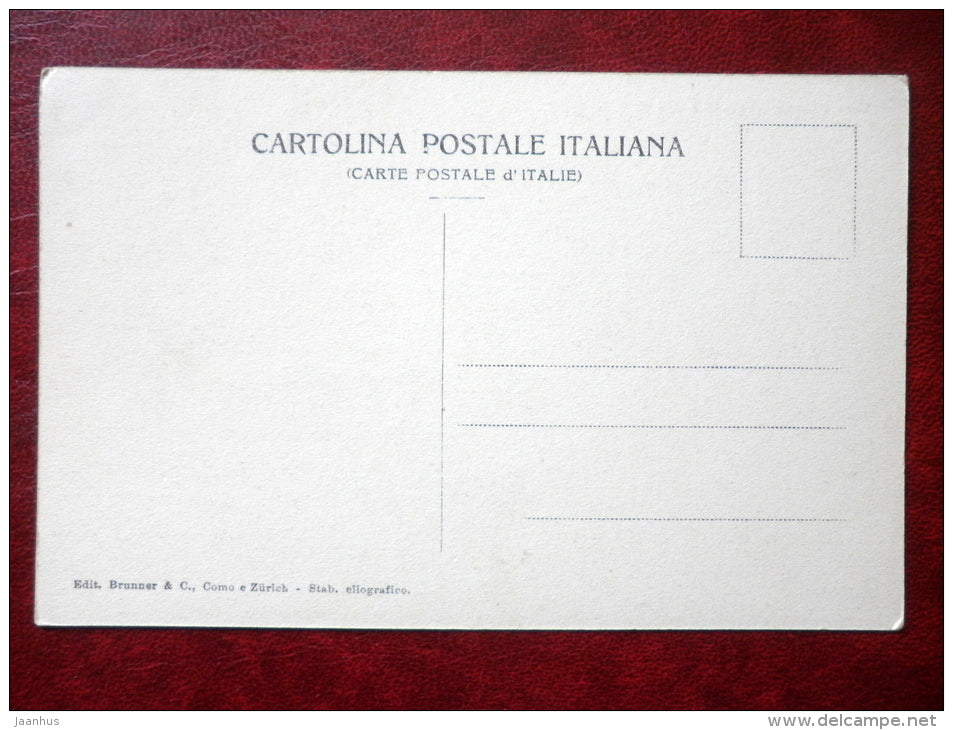 CARTOLINA POSTALE ITALIANA
(CARTE POSTALE d'ITALIE)
Edit. Brunner & C., Como e Zürich - Stab. eliografico.
jaanhus
www.delcampe.net